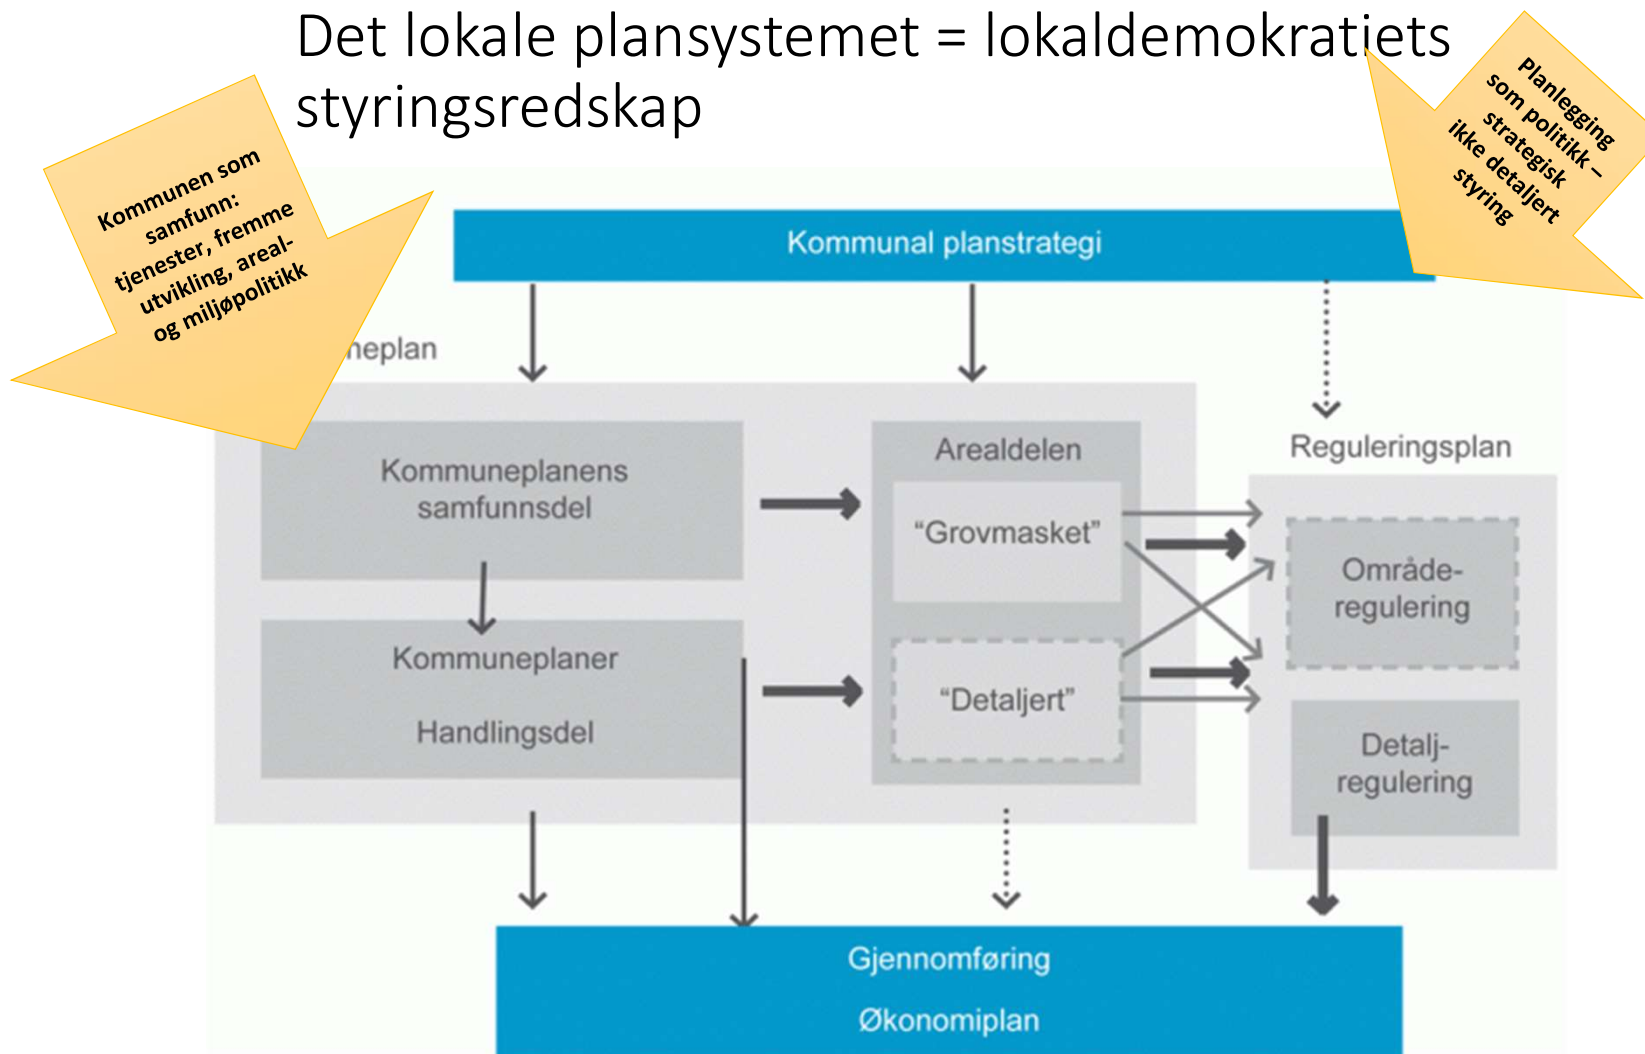 Det lokale plansystemet = lokaldemokratiets
styringsredskap
Kommunen som
samfunn:
tjenester, fremme
utvikling, areal-
og miljøpolitikk
Planlegging
som politikk –
strategisk
ikke detaljert
styring
Kommunal planstrategi
neplan
Kommuneplanens
samfunnsdel
Kommuneplaner
Handlingsdel
Arealdelen
“Grovmasket”
“Detaljert”
Reguleringsplan
Område-
regulering
Detalj-
regulering
Gjennomføring
Økonomiplan